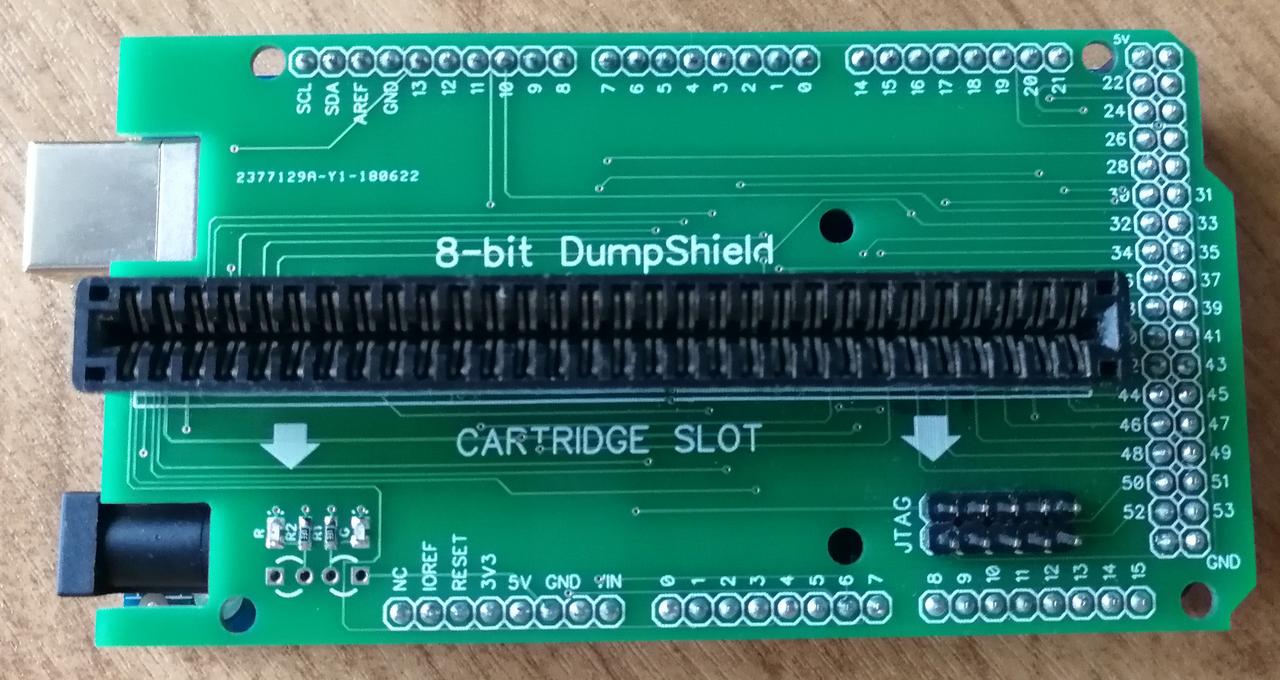 5V
SCL SDA AREF GND 13 12 11 10 9 8 7 6 5 4 3 2 1 0 14 15 16 17 18 19 20 21
22
24
26
28
30 31
32 33
34 35
37
39
41
43
44 45
46 47
48 49
50 51
52 53
GND
2377129A-Y1-180622
8-bit DumpShield
CARTRIDGE SLOT
JTAG
R R2 R1 G
NC IOREF RESET 3V3 5V GND VIN 0 1 2 3 4 5 6 7 8 9 10 11 12 13 14 15